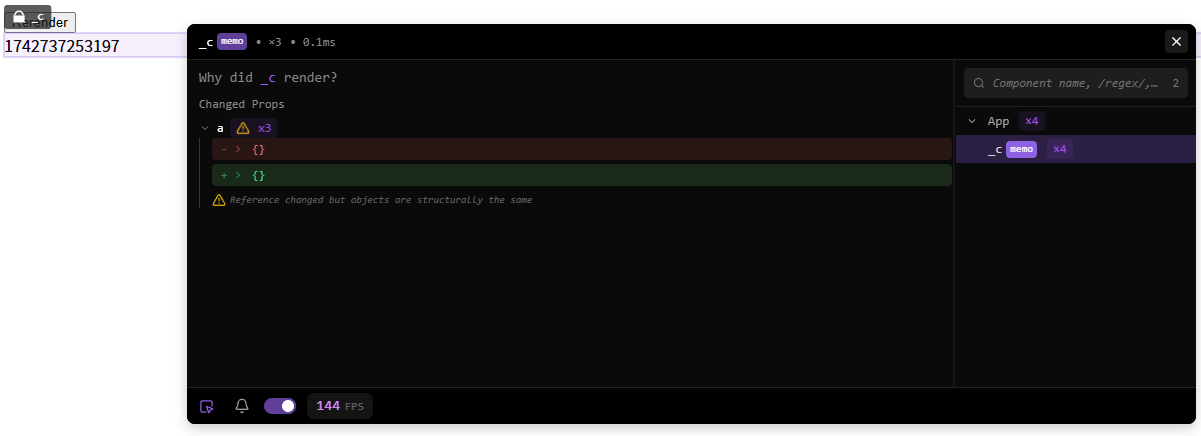 _c
Rerender
1742737253197
_c memo • ×3 • 0.1ms
Why did _c render?
Changed Props
a x3
- > {}
+ > {}
Reference changed but objects are structurally the same
Component name, /regex/,… 2
App ×4
_c memo ×4
144 FPS